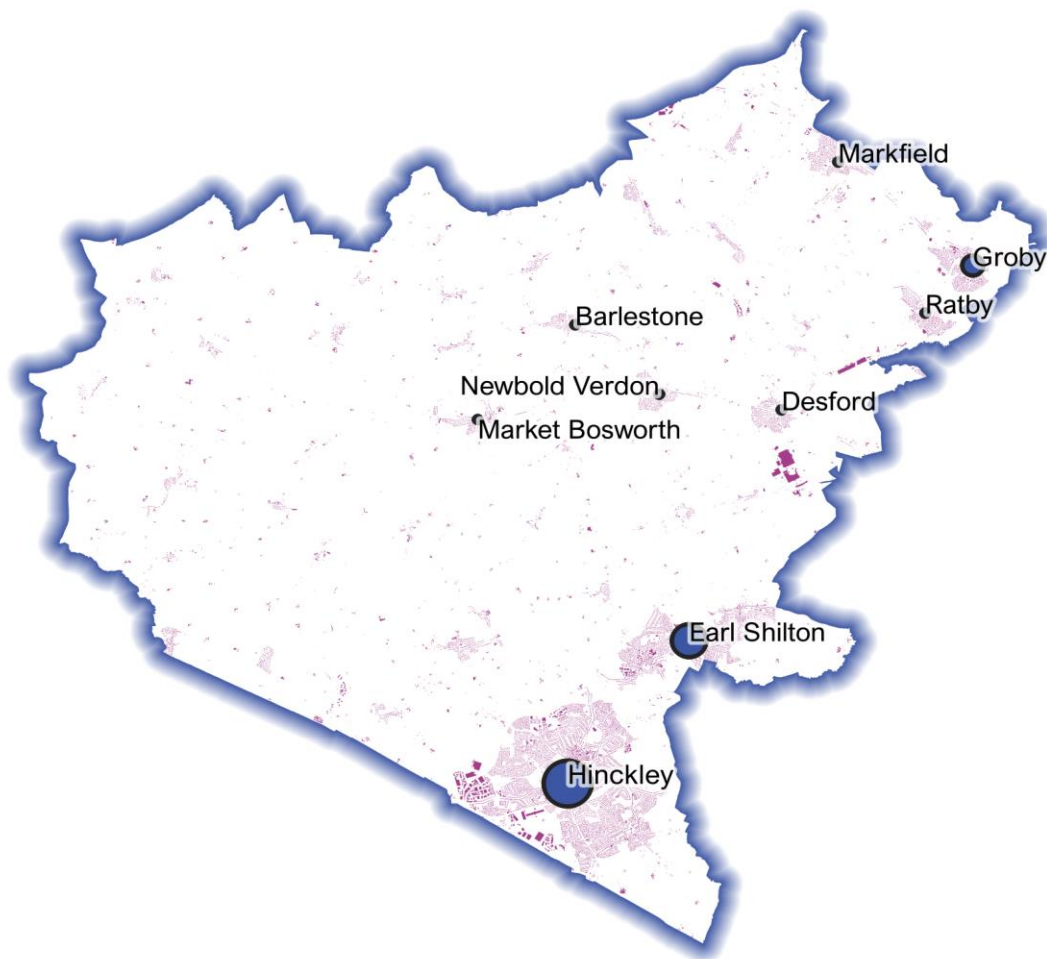 Markfield
Groby
Ratby
Barlestone
Newbold Verdon
Desford
Market Bosworth
Earl Shilton
Hinckley